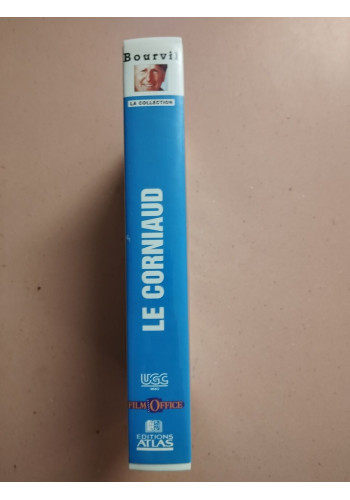 Bourvil
LA COLLECTION
LE CORNIAUD
UGC
FILM OFFICE
EDITIONS
ATLAS